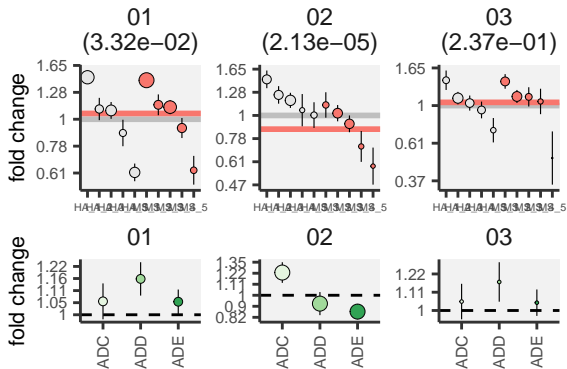 01 02 03
(3.32e−02) (2.13e−05) (2.37e−01)
fold change
1.65 1.65 1.65
1.28 1.28
1 1 1
0.78 0.78
0.61 0.61 0.61
0.47
0.37
01 02 03
fold change
1.22 1.35 1.22
1.16 1.22
1.11 1.11 1.11
1.05 1
1 0.9 1
0.82
ADC ADD ADE ADC ADD ADE ADC ADD ADE